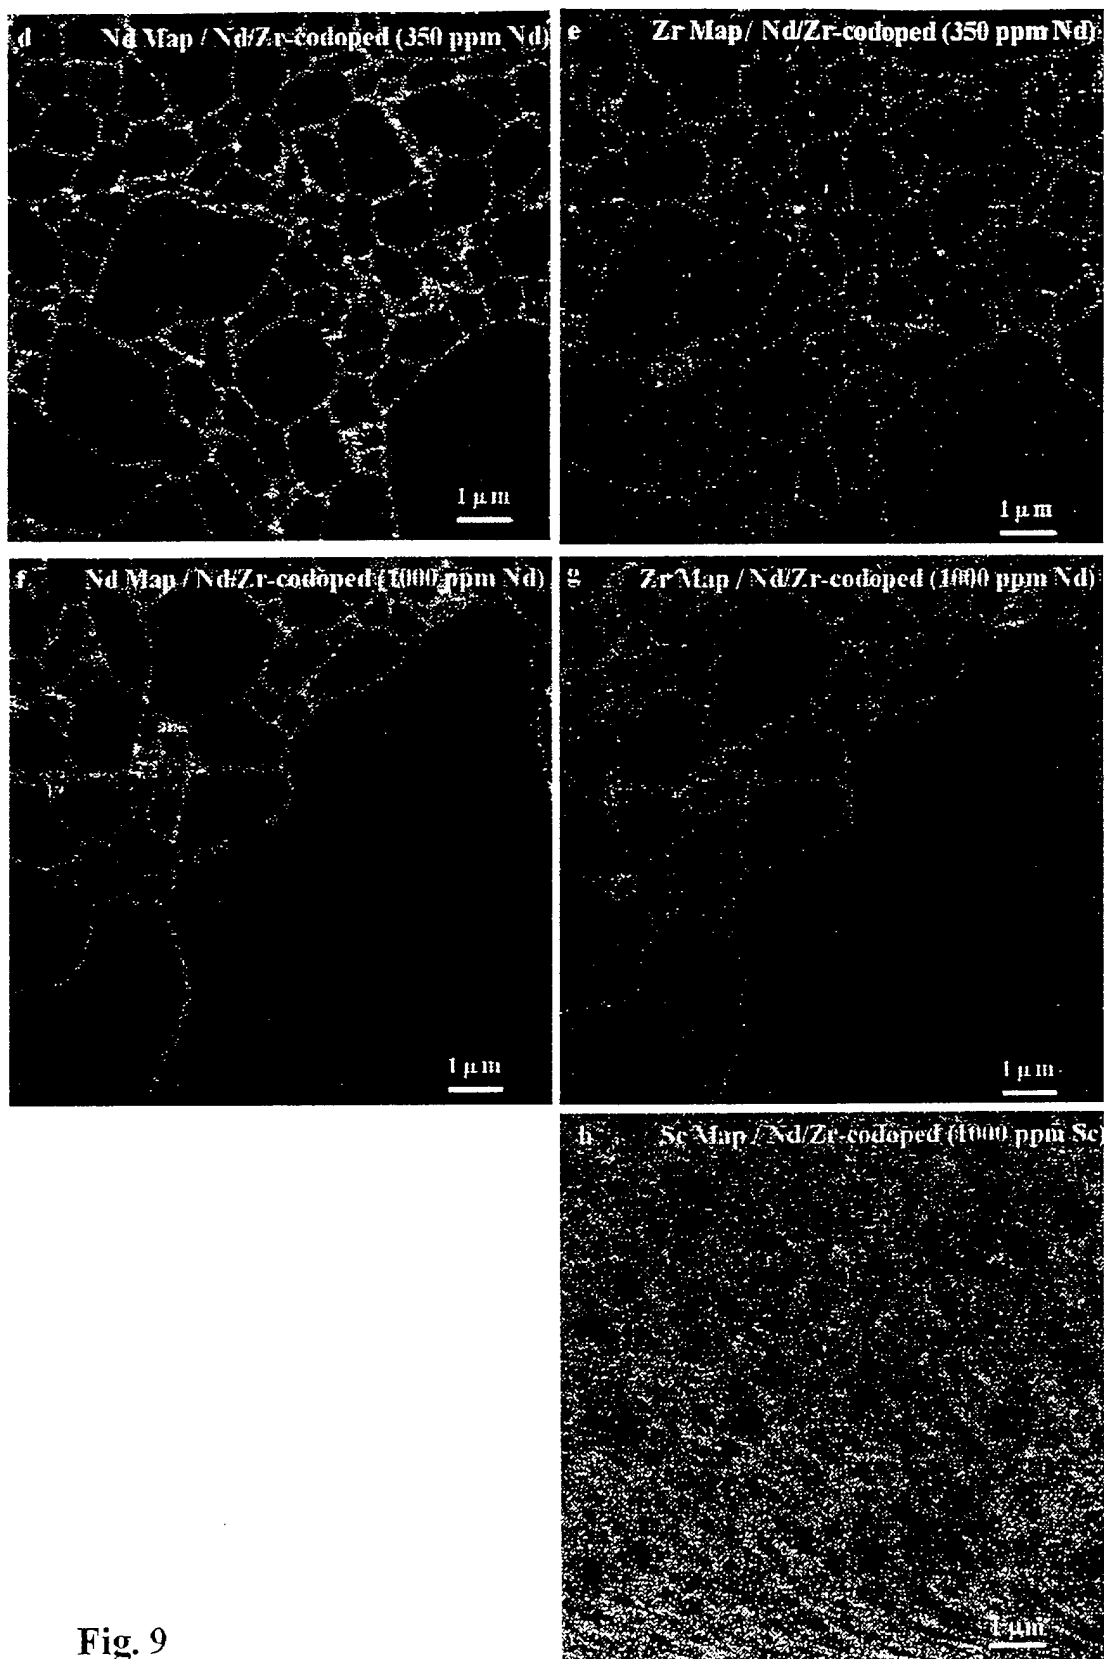 d Nd Map / Nd/Zr-codoped (350 ppm Nd)
e Zr Map / Nd/Zr-codoped (350 ppm Nd)
1 μm
1 μm
f Nd Map / Nd/Zr-codoped (1000 ppm Nd)
g Zr Map / Nd/Zr-codoped (1000 ppm Nd)
1 μm
1 μm
h Sc Map / Nd/Zr-codoped (1000 ppm Sc)
1 μm
Fig. 9